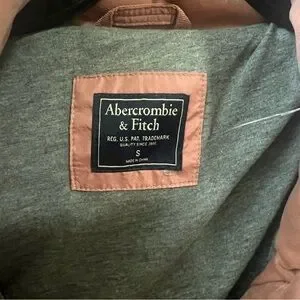 Abercrombie
& Fitch
REG. U.S. PAT. TRADEMARK
QUALITY SINCE 1892
S
MADE IN CHINA